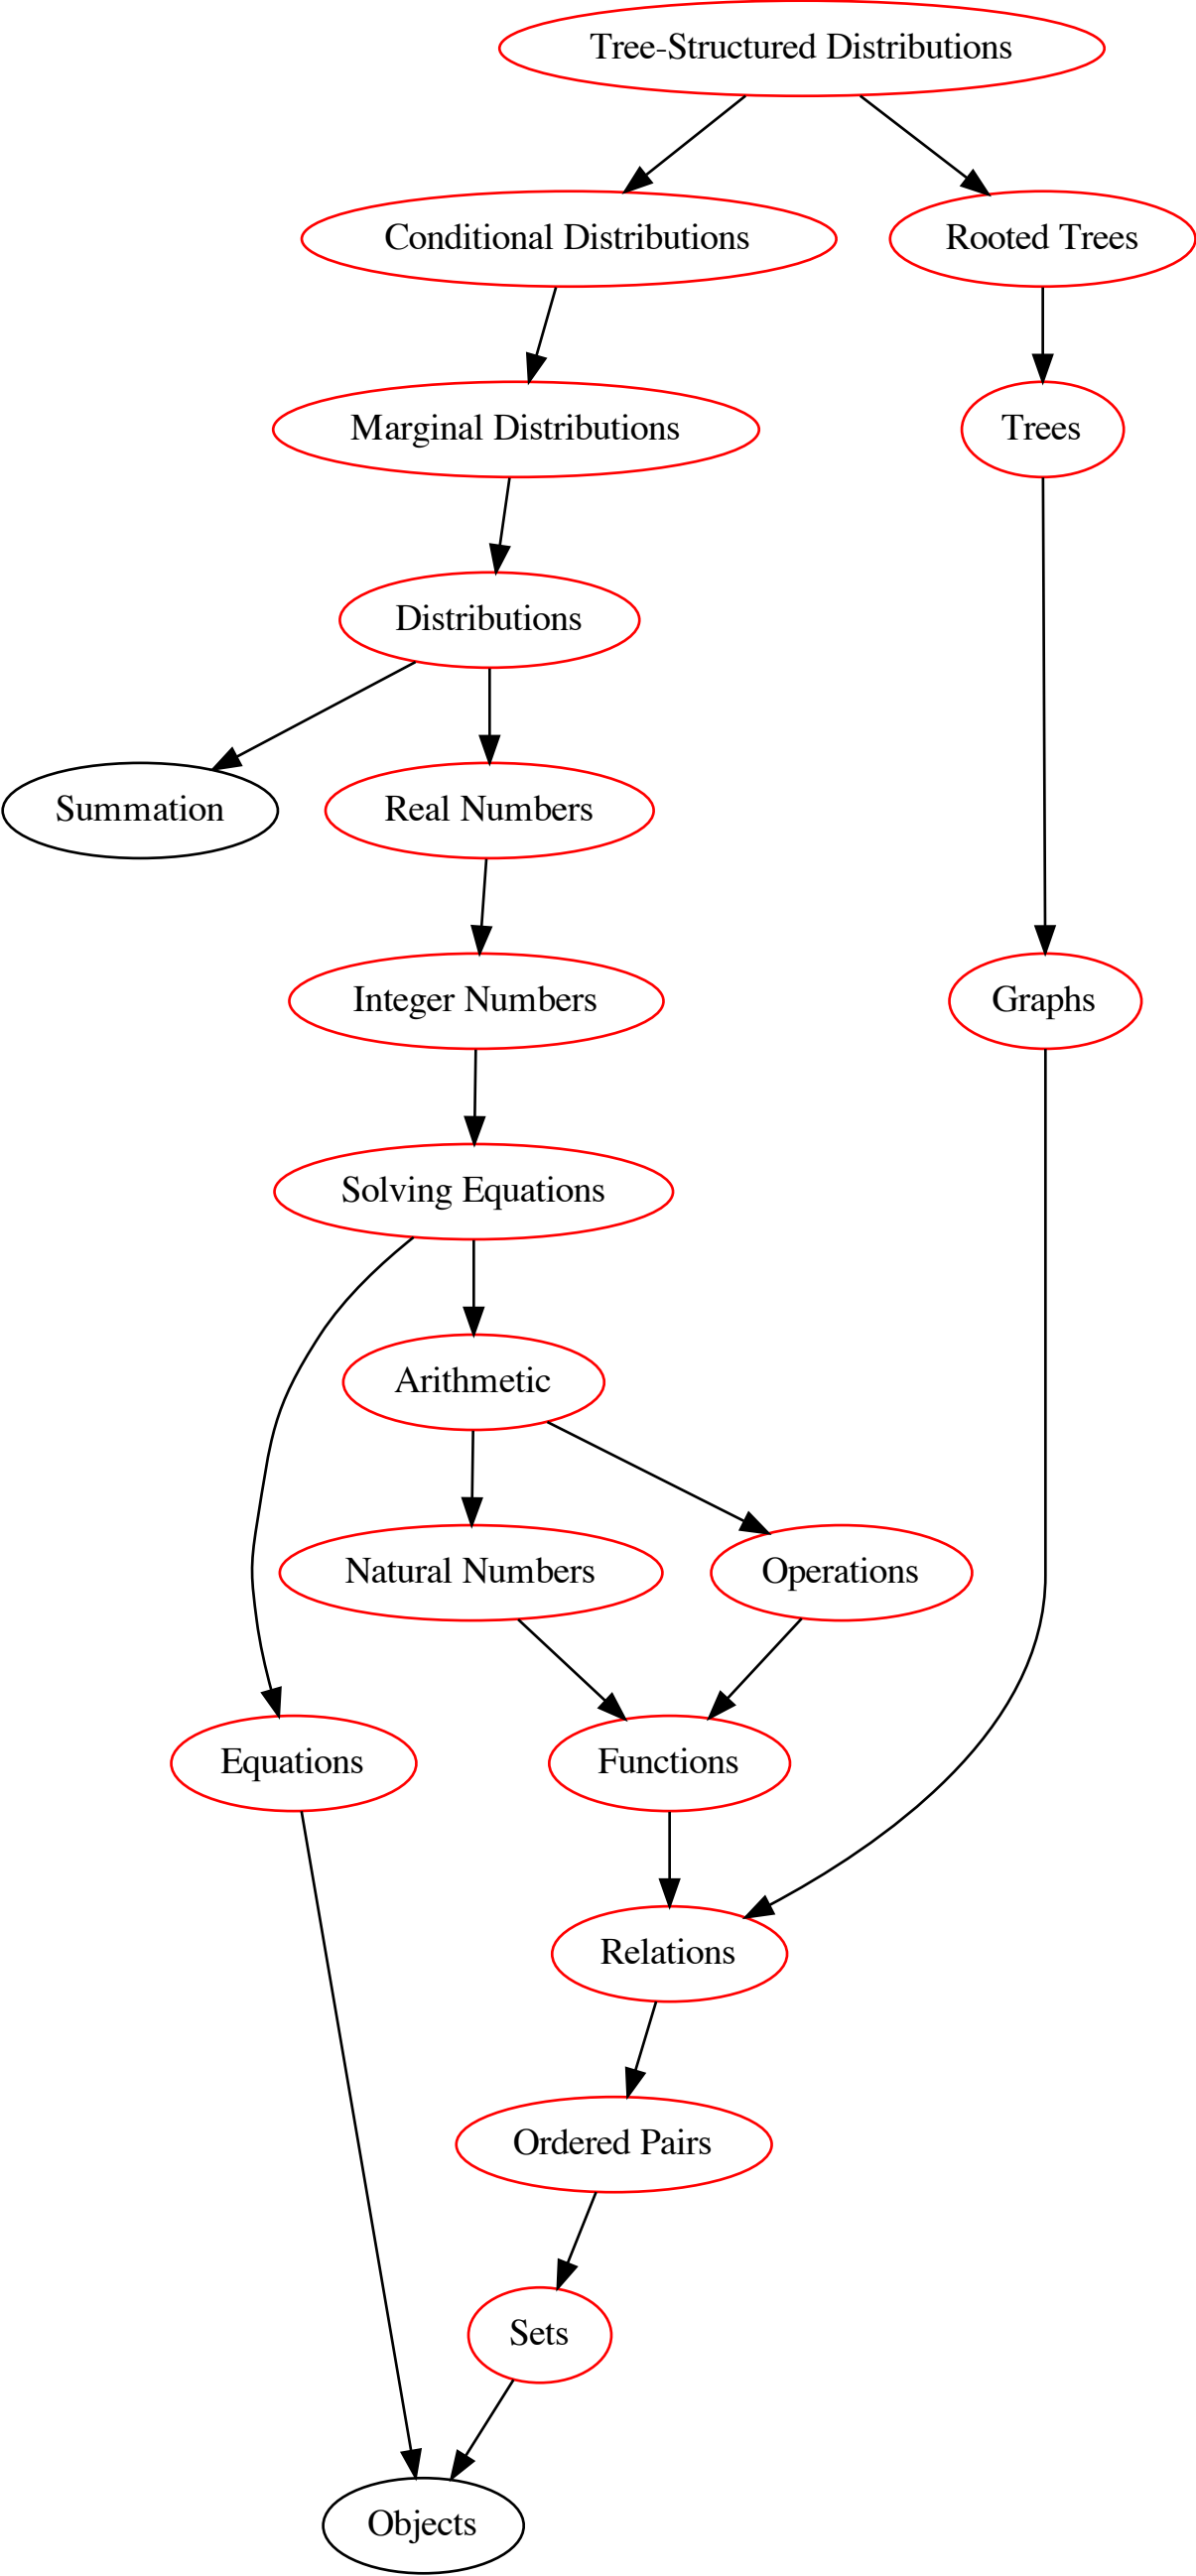 Tree-Structured Distributions
Conditional Distributions
Rooted Trees
Marginal Distributions
Trees
Distributions
Summation
Real Numbers
Integer Numbers
Graphs
Solving Equations
Arithmetic
Natural Numbers
Operations
Equations
Functions
Relations
Ordered Pairs
Sets
Objects